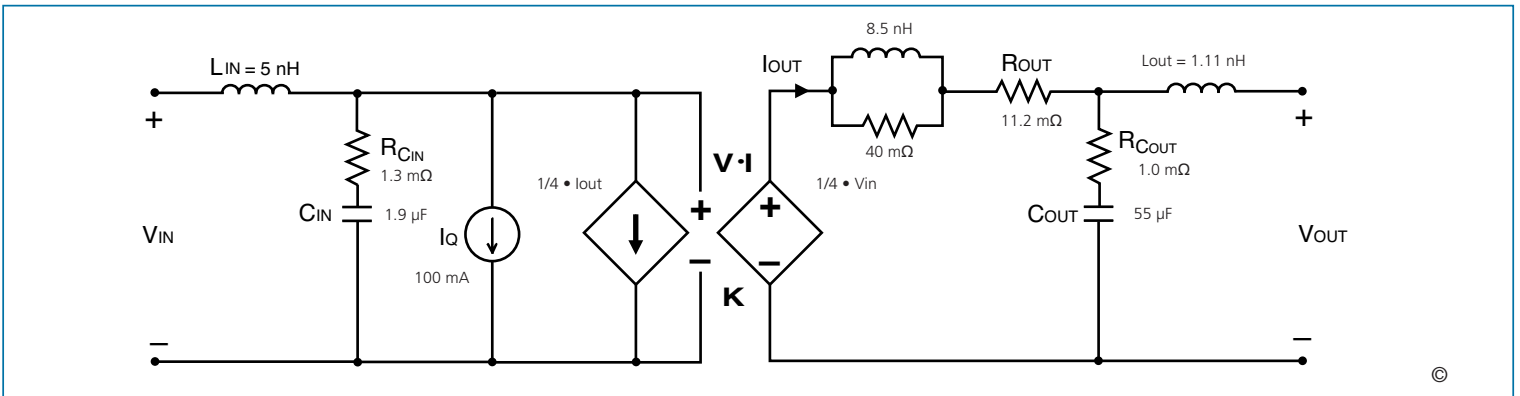 8.5 nH
LIN = 5 nH
IOUT
ROUT
Lout = 1.11 nH
+
+
11.2 mΩ
RCIN
1.3 mΩ
40 mΩ
RCOUT
1.0 mΩ
V·I
1/4 • Iout
1/4 • Vin
+
+
CIN
1.9 µF
COUT
55 µF
VIN
IQ
VOUT
100 mA
–
–
K
–
–
©